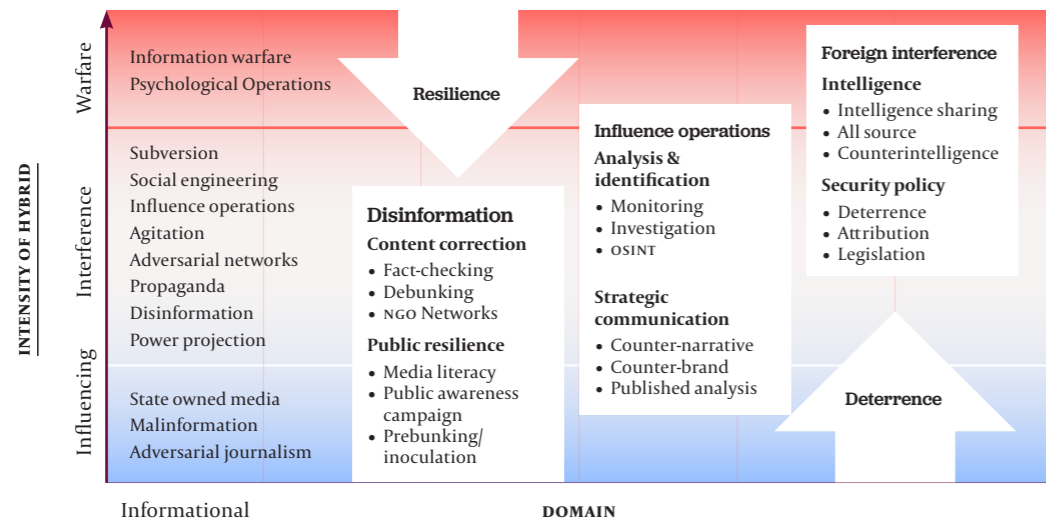 INTENSITY OF HYBRID
Warfare
Interference
Influencing
Information warfare
Psychological Operations
Subversion
Social engineering
Influence operations
Agitation
Adversarial networks
Propaganda
Disinformation
Power projection
State owned media
Malinformation
Adversarial journalism
Resilience
Disinformation
Content correction
• Fact-checking
• Debunking
• NGO Networks
Public resilience
• Media literacy
• Public awareness
campaign
• Prebunking/
inoculation
Influence operations
Analysis &
identification
• Monitoring
• Investigation
• OSINT
Strategic
communication
• Counter-narrative
• Counter-brand
• Published analysis
Foreign interference
Intelligence
• Intelligence sharing
• All source
• Counterintelligence
Security policy
• Deterrence
• Attribution
• Legislation
Deterrence
Informational
DOMAIN